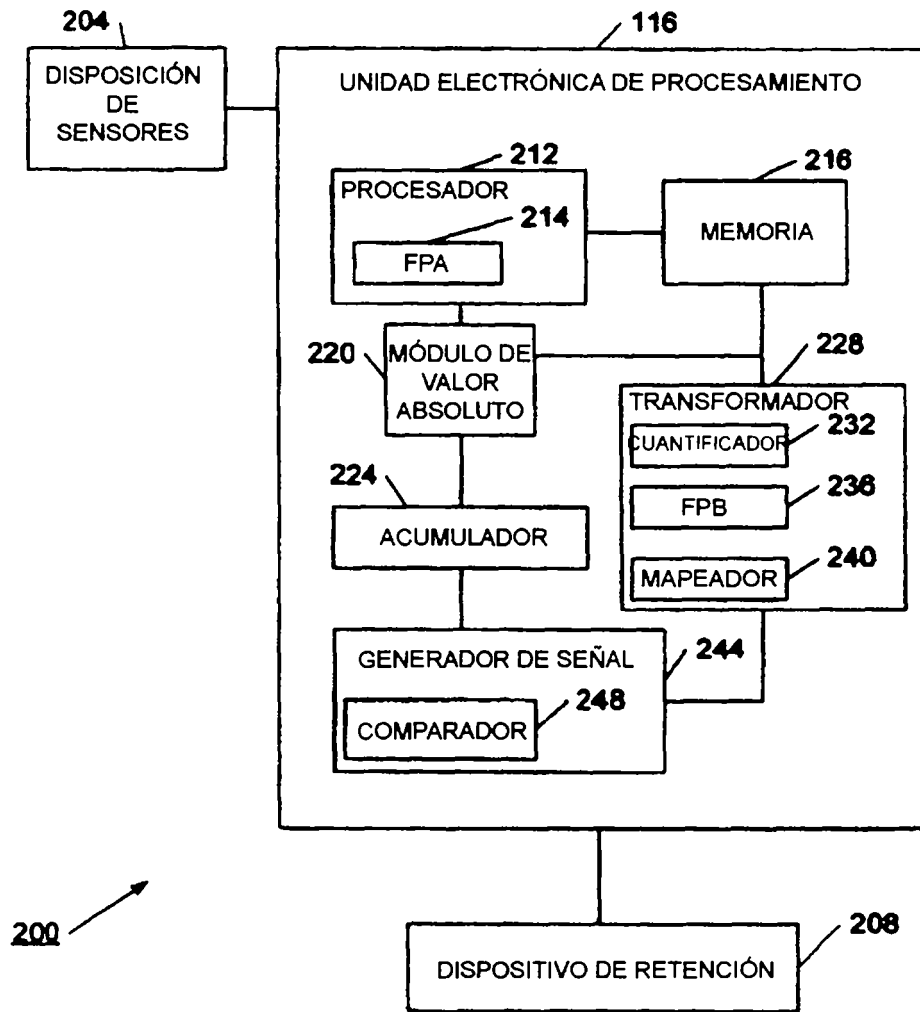 204
116
DISPOSICIÓN
DE
SENSORES
UNIDAD ELECTRÓNICA DE PROCESAMIENTO
212
216
PROCESADOR
214
FPA
MEMORIA
220
MÓDULO DE
VALOR
ABSOLUTO
228
TRANSFORMADOR
CUANTIFICADOR
232
224
FPB
236
ACUMULADOR
MAPEADOR
240
GENERADOR DE SEÑAL
244
COMPARADOR
248
200
208
DISPOSITIVO DE RETENCIÓN